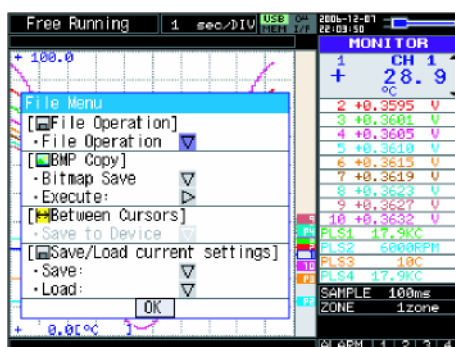 Free Running 1 sec/DIV USB MEM I/F 2006-12-01 22:03:50
MONITOR
+ 100.0
1 CH 1
+ 28.9
°C
File Menu
[File Operation]
・File Operation
[BMP Copy]
・Bitmap Save
・Execute:
[Between Cursors]
・Save to Device
[Save/Load current settings]
・Save:
・Load:
OK
+ 0.0[°C ]
2 +0.3595 V
3 +0.3601 V
4 +0.3605 V
5 +0.3610 V
6 +0.3615 V
7 +0.3619 V
8 +0.3623 V
9 +0.3627 V
10 +0.3632 V
PLS1 17.9KC
PLS2 6000RPM
PLS3 10C
PLS4 17.9KC
SAMPLE 100ms
ZONE 1zone
ALARM 1 2 3 4